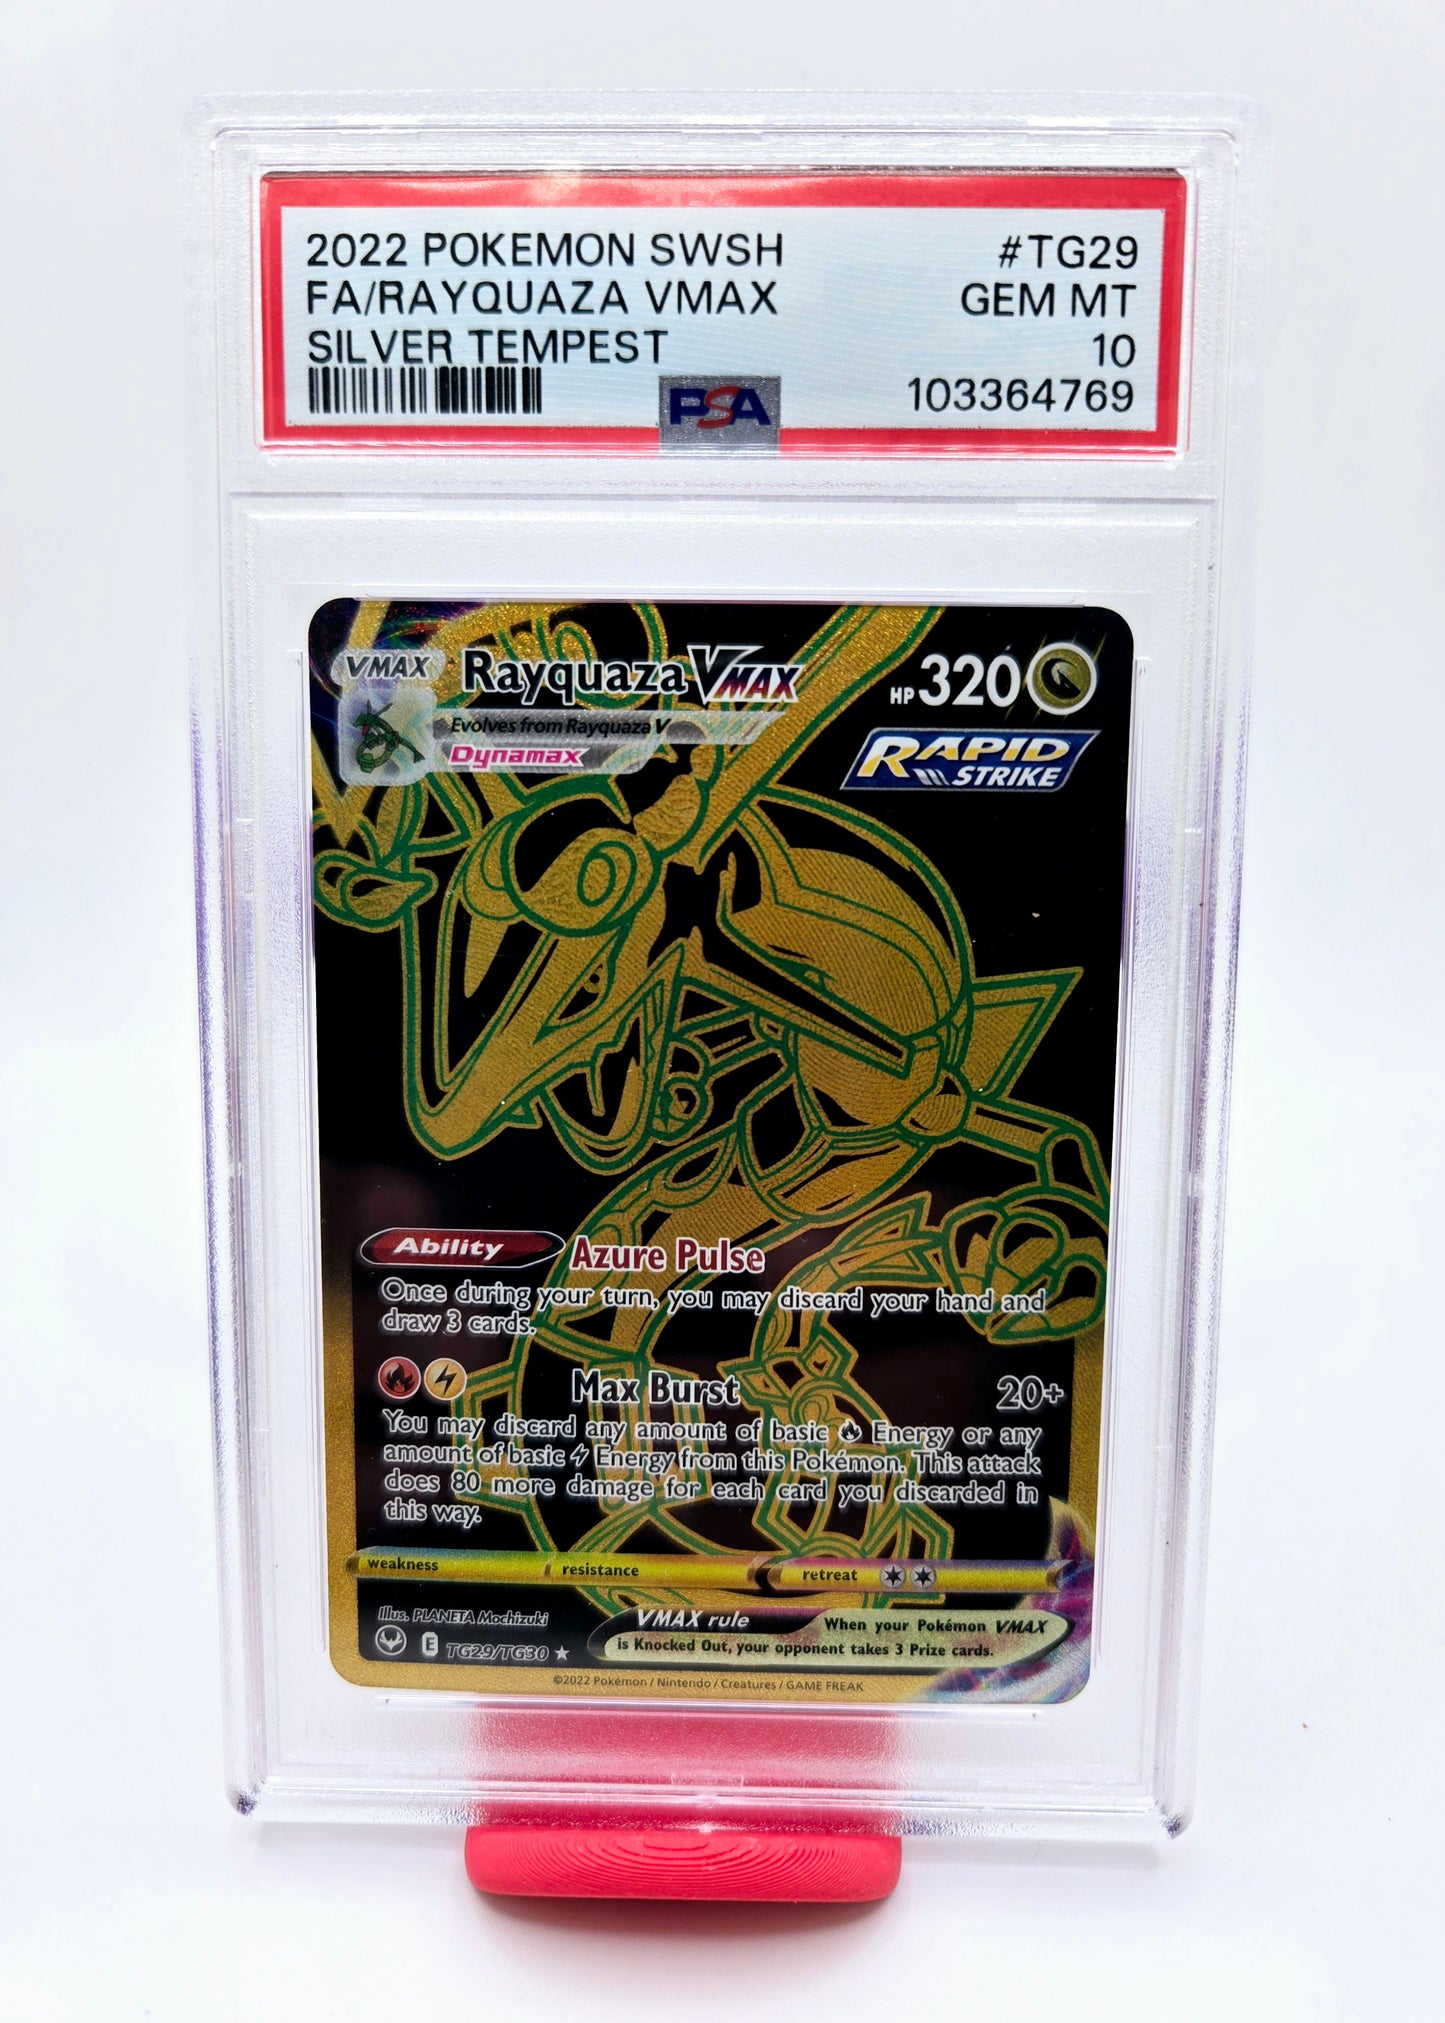 2022 POKEMON SWSH #TG29
FA/RAYQUAZA VMAX GEM MT
SILVER TEMPEST 10
PSA 103364769
VMAX Rayquaza VMAX HP 320
Evolves from Rayquaza V
Dynamax
RAPID STRIKE
Ability Azure Pulse
Once during your turn, you may discard your hand and
draw 3 cards.
Max Burst 20+
You may discard any amount of basic Energy or any
amount of basic Energy from this Pokémon. This attack
does 80 more damage for each card you discarded in
this way.
weakness resistance retreat
Illus. PLANETA Mochizuki
E TG29/TG30
VMAX rule When your Pokémon VMAX
is Knocked Out, your opponent takes 3 Prize cards.
©2022 Pokémon / Nintendo / Creatures / GAME FREAK